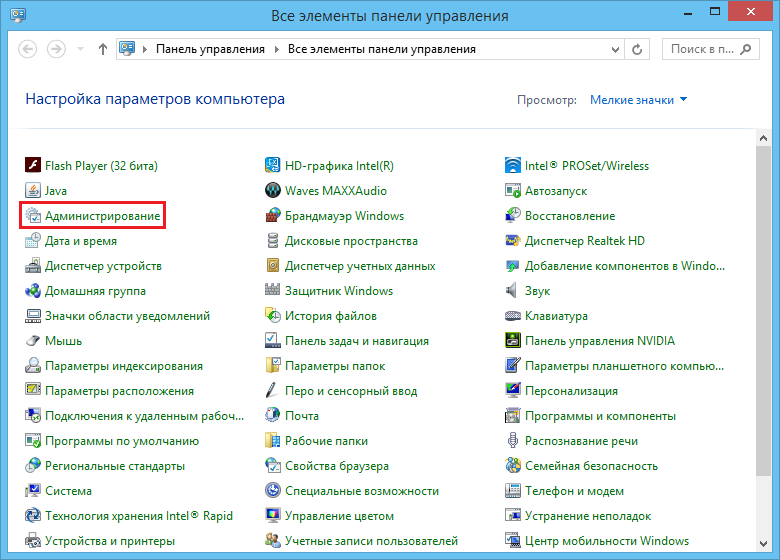 Все элементы панели управления
Панель управления Все элементы панели управления
Поиск в п...
Настройка параметров компьютера
Просмотр: Мелкие значки
Flash Player (32 бита) HD-графика Intel(R) Intel® PROSet/Wireless
Java Waves MAXXAudio Автозапуск
Администрирование Брандмауэр Windows Восстановление
Дата и время Дисковые пространства Диспетчер Realtek HD
Диспетчер устройств Диспетчер учетных данных Добавление компонентов в Windo...
Домашняя группа Защитник Windows Звук
Значки области уведомлений История файлов Клавиатура
Мышь Панель задач и навигация Панель управления NVIDIA
Параметры индексирования Параметры папок Параметры планшетного компью...
Параметры расположения Перо и сенсорный ввод Персонализация
Подключения к удаленным рабоч... Почта Программы и компоненты
Программы по умолчанию Рабочие папки Распознавание речи
Региональные стандарты Свойства браузера Семейная безопасность
Система Специальные возможности Телефон и модем
Технология хранения Intel® Rapid Управление цветом Устранение неполадок
Устройства и принтеры Учетные записи пользователей Центр мобильности Windows